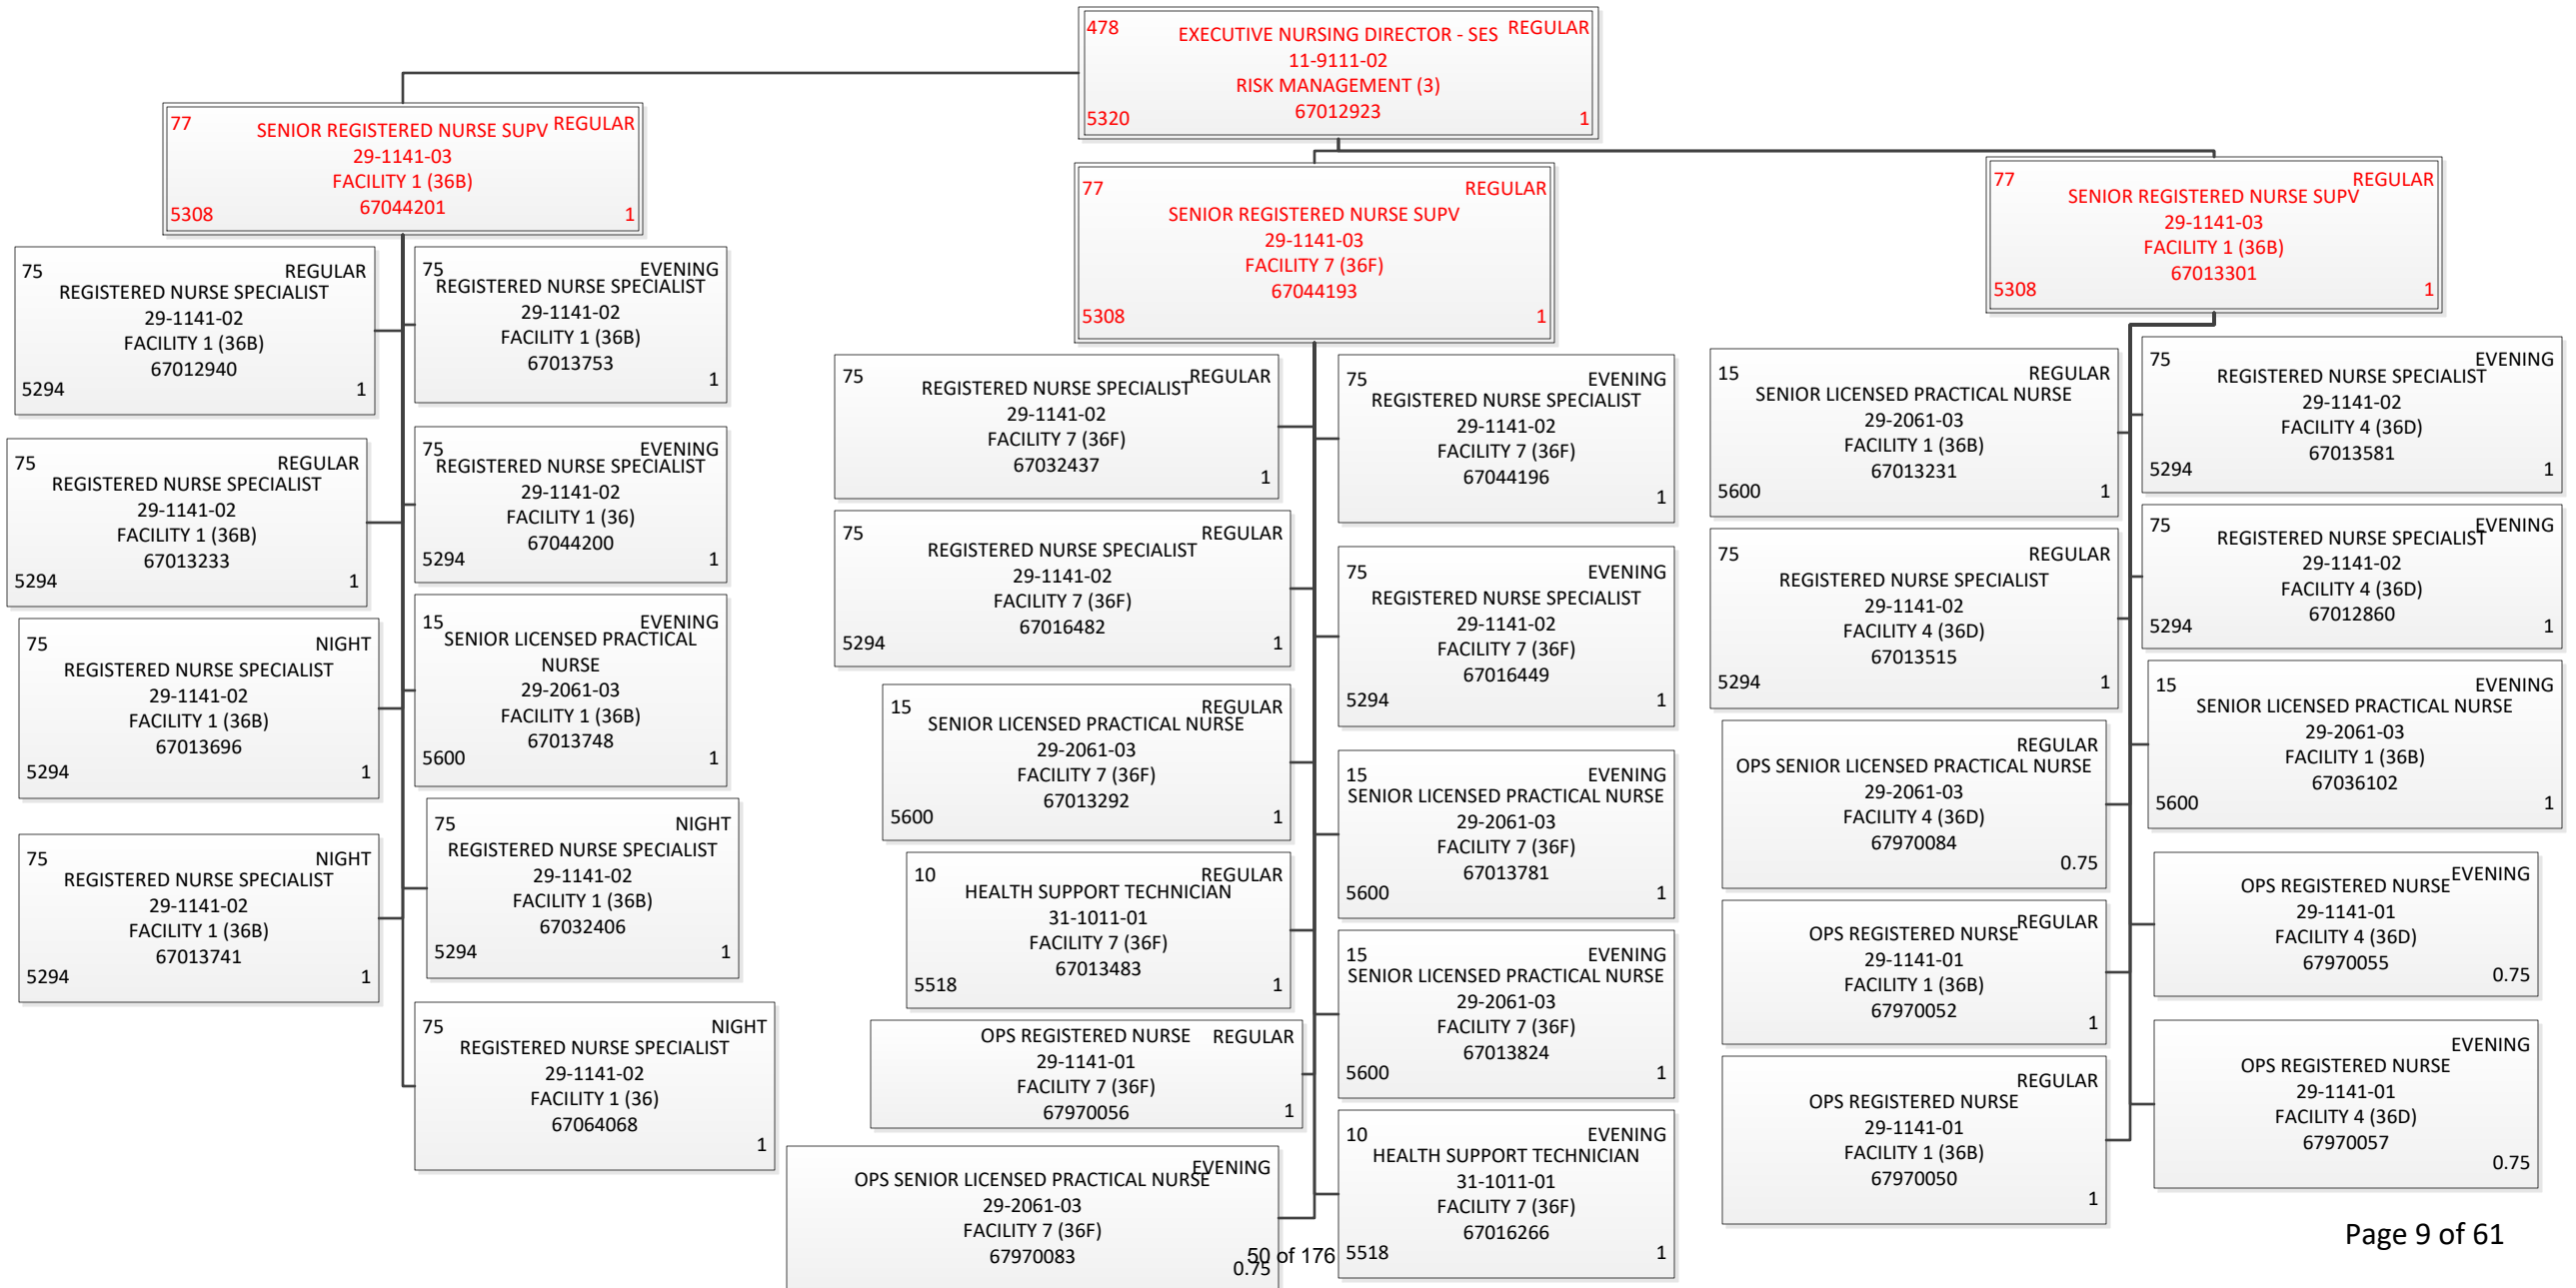 478 REGULAR
EXECUTIVE NURSING DIRECTOR - SES
11-9111-02
RISK MANAGEMENT (3)
67012923
5320 1
77 REGULAR
SENIOR REGISTERED NURSE SUPV
29-1141-03
FACILITY 1 (36B)
67044201
5308 1
75 REGULAR
REGISTERED NURSE SPECIALIST
29-1141-02
FACILITY 1 (36B)
67012940
5294 1
75 EVENING
REGISTERED NURSE SPECIALIST
29-1141-02
FACILITY 1 (36B)
67013753
1
75 REGULAR
REGISTERED NURSE SPECIALIST
29-1141-02
FACILITY 1 (36B)
67013233
5294 1
75 EVENING
REGISTERED NURSE SPECIALIST
29-1141-02
FACILITY 1 (36)
67044200
5294 1
75 NIGHT
REGISTERED NURSE SPECIALIST
29-1141-02
FACILITY 1 (36B)
67013696
5294 1
15 EVENING
SENIOR LICENSED PRACTICAL
NURSE
29-2061-03
FACILITY 1 (36B)
67013748
5600 1
75 NIGHT
REGISTERED NURSE SPECIALIST
29-1141-02
FACILITY 1 (36B)
67013741
5294 1
75 NIGHT
REGISTERED NURSE SPECIALIST
29-1141-02
FACILITY 1 (36B)
67032406
5294 1
75 NIGHT
REGISTERED NURSE SPECIALIST
29-1141-02
FACILITY 1 (36)
67064068
1
77 REGULAR
SENIOR REGISTERED NURSE SUPV
29-1141-03
FACILITY 7 (36F)
67044193
5308 1
75 REGULAR
REGISTERED NURSE SPECIALIST
29-1141-02
FACILITY 7 (36F)
67032437
1
75 EVENING
REGISTERED NURSE SPECIALIST
29-1141-02
FACILITY 7 (36F)
67044196
1
75 REGULAR
REGISTERED NURSE SPECIALIST
29-1141-02
FACILITY 7 (36F)
67016482
5294 1
75 EVENING
REGISTERED NURSE SPECIALIST
29-1141-02
FACILITY 7 (36F)
67016449
5294 1
15 REGULAR
SENIOR LICENSED PRACTICAL NURSE
29-2061-03
FACILITY 7 (36F)
67013292
5600 1
15 EVENING
SENIOR LICENSED PRACTICAL NURSE
29-2061-03
FACILITY 7 (36F)
67013781
5600 1
10 REGULAR
HEALTH SUPPORT TECHNICIAN
31-1011-01
FACILITY 7 (36F)
67013483
5518 1
15 EVENING
SENIOR LICENSED PRACTICAL NURSE
29-2061-03
FACILITY 7 (36F)
67013824
5600 1
OPS REGISTERED NURSE REGULAR
29-1141-01
FACILITY 7 (36F)
67970056
1
10 EVENING
HEALTH SUPPORT TECHNICIAN
31-1011-01
FACILITY 7 (36F)
67016266
5518 1
EVENING
OPS SENIOR LICENSED PRACTICAL NURSE
29-2061-03
FACILITY 7 (36F)
67970083
0.75
77 REGULAR
SENIOR REGISTERED NURSE SUPV
29-1141-03
FACILITY 1 (36B)
67013301
5308 1
15 REGULAR
SENIOR LICENSED PRACTICAL NURSE
29-2061-03
FACILITY 1 (36B)
67013231
5600 1
75 EVENING
REGISTERED NURSE SPECIALIST
29-1141-02
FACILITY 4 (36D)
67013581
5294 1
75 REGULAR
REGISTERED NURSE SPECIALIST
29-1141-02
FACILITY 4 (36D)
67013515
5294 1
75 EVENING
REGISTERED NURSE SPECIALIST
29-1141-02
FACILITY 4 (36D)
67012860
5294 1
REGULAR
OPS SENIOR LICENSED PRACTICAL NURSE
29-2061-03
FACILITY 4 (36D)
67970084
0.75
15 EVENING
SENIOR LICENSED PRACTICAL NURSE
29-2061-03
FACILITY 1 (36B)
67036102
5600 1
REGULAR
OPS REGISTERED NURSE
29-1141-01
FACILITY 1 (36B)
67970052
1
EVENING
OPS REGISTERED NURSE
29-1141-01
FACILITY 4 (36D)
67970055
0.75
REGULAR
OPS REGISTERED NURSE
29-1141-01
FACILITY 1 (36B)
67970050
1
EVENING
OPS REGISTERED NURSE
29-1141-01
FACILITY 4 (36D)
67970057
0.75
50 of 176
Page 9 of 61